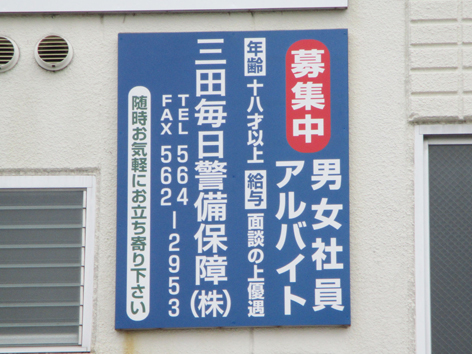 募集中
男女社員
アルバイト
年齢 十八才以上 給与 面談の上優遇
三田毎日警備保障(株)
TEL 564
FAX 562
-2953
随時お気軽にお立ち寄り下さい